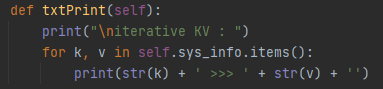 def txtPrint(self):
    print("\niterative KV : ")
    for k, v in self.sys_info.items():
        print(str(k) + ' >>> ' + str(v) + '')